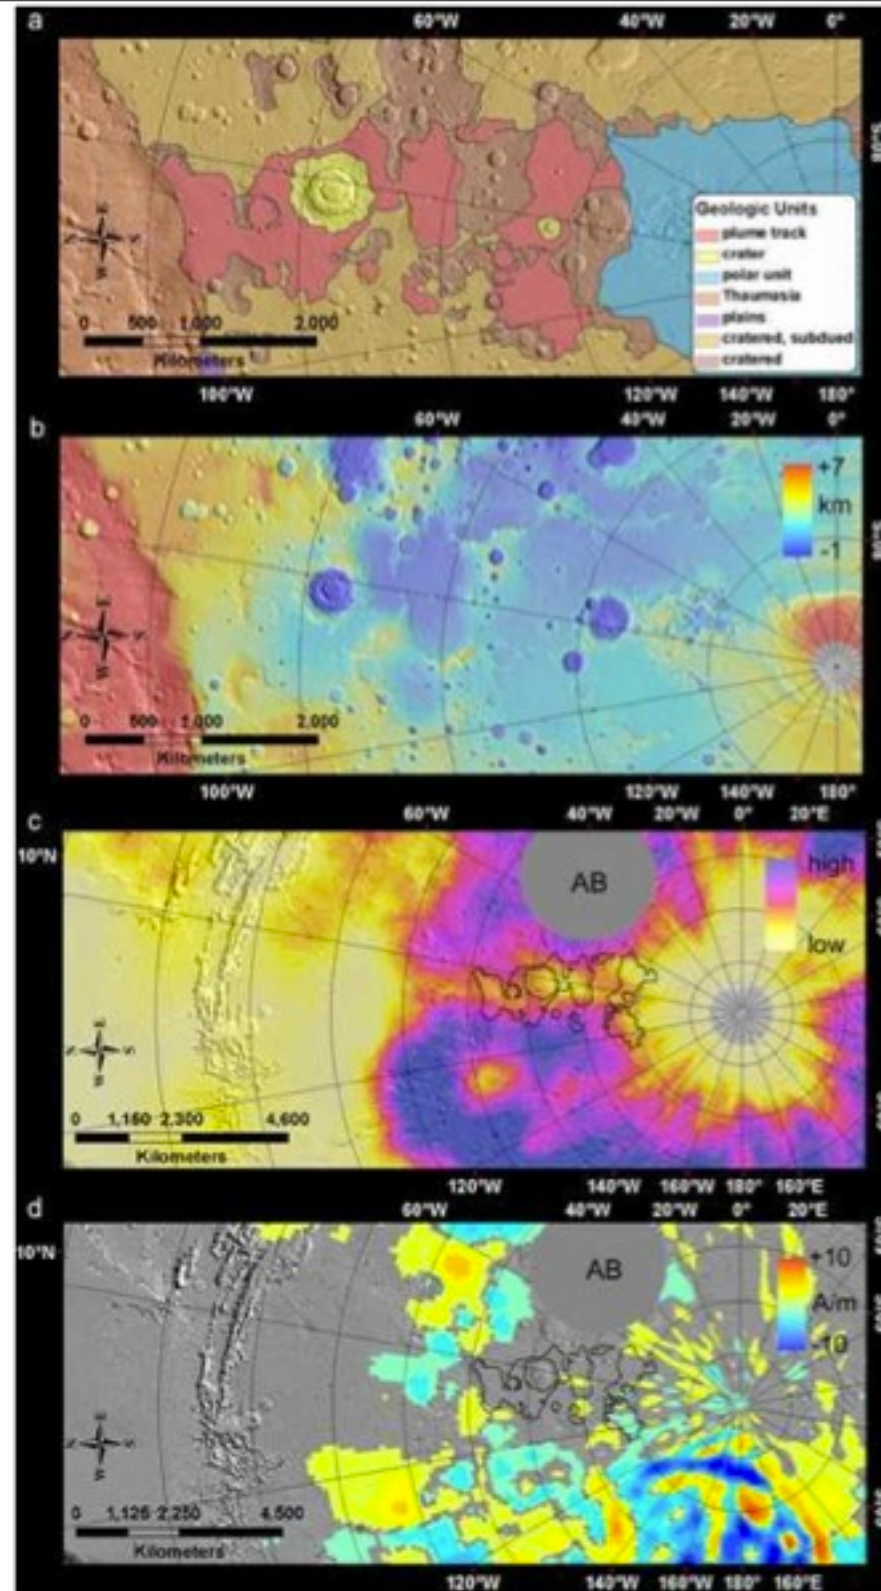 a
60°W 40°W 20°W 0°
80°S
N E S W
Geologic Units
plume track
crater
polar unit
Thaumasia
plains
cratered, subdued
cratered
0 500 1,000 2,000
Kilometers
100°W 120°W 140°W 180°
b
60°W 40°W 20°W 0°
+7
km
-1
80°S
N E S W
0 500 1,000 2,000
Kilometers
100°W 120°W 140°W 180°
c
60°W 40°W 20°W 0° 20°E
10°N
AB
high
low
N E S W
0 1,150 2,300 4,600
Kilometers
120°W 140°W 160°W 180° 160°E
d
60°W 40°W 20°W 0° 20°E
10°N
AB
+10
A/m
-10
N E S W
0 1,125 2,250 4,500
Kilometers
120°W 140°W 160°W 180° 160°E